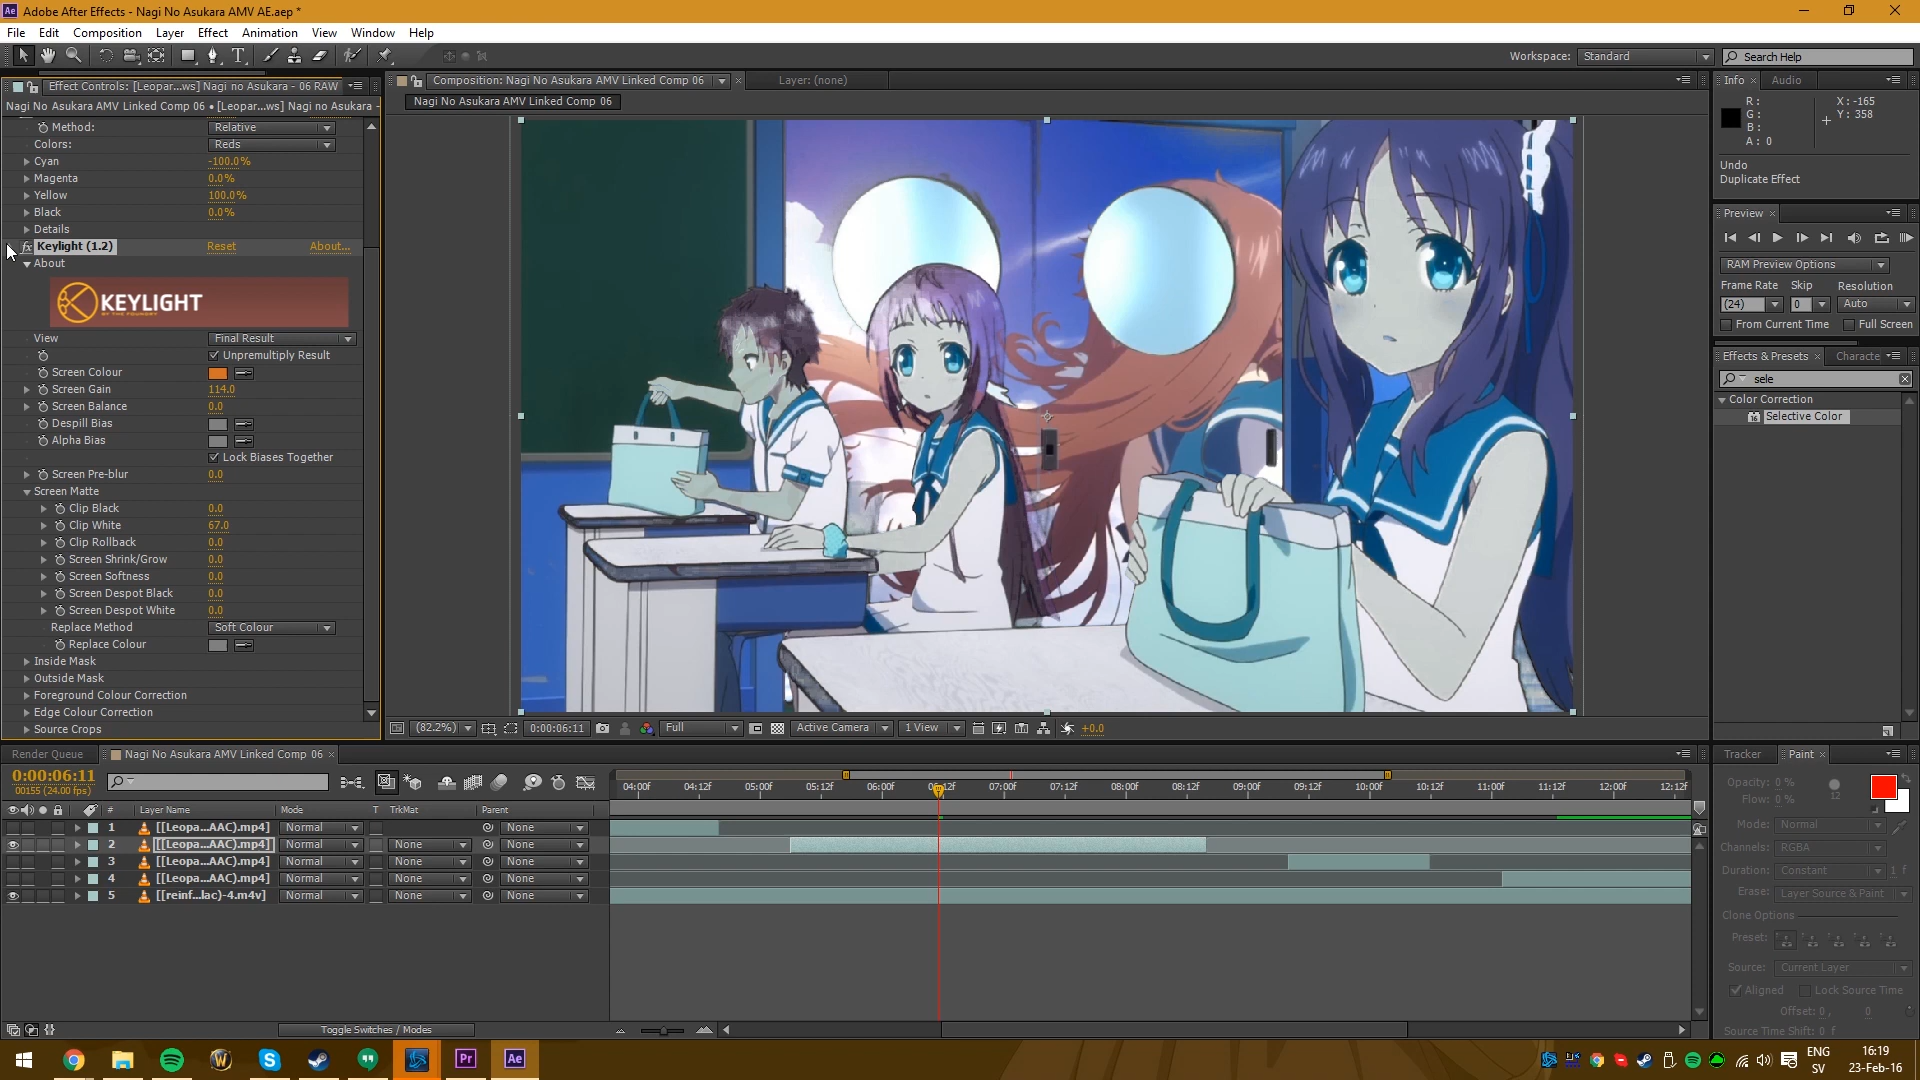 Adobe After Effects - Nagi No Asukara AMV AE.aep *
File Edit Composition Layer Effect Animation View Window Help
Workspace: Standard Search Help
Effect Controls: [Leopar...ws] Nagi no Asukara - 06 RAW
Nagi No Asukara AMV Linked Comp 06 • [Leopar...ws] Nagi no Asukara -
Method: Relative
Colors: Reds
Cyan -100.0%
Magenta 0.0%
Yellow 100.0%
Black 0.0%
Details
fx Keylight (1.2) Reset About...
About
KEYLIGHT
BY THE FOUNDRY
View Final Result
Unpremultiply Result
Screen Colour
Screen Gain 114.0
Screen Balance 0.0
Despill Bias
Alpha Bias
Lock Biases Together
Screen Pre-blur 0.0
Screen Matte
Clip Black 0.0
Clip White 67.0
Clip Rollback 0.0
Screen Shrink/Grow 0.0
Screen Softness 0.0
Screen Despot Black 0.0
Screen Despot White 0.0
Replace Method Soft Colour
Replace Colour
Inside Mask
Outside Mask
Foreground Colour Correction
Edge Colour Correction
Source Crops
Composition: Nagi No Asukara AMV Linked Comp 06 Layer: (none)
Nagi No Asukara AMV Linked Comp 06
(82.2%) 0:00:06:11 Full Active Camera 1 View +0.0
Info Audio
R: X: -165
G: Y: 358
B:
A: 0
Undo
Duplicate Effect
Preview
RAM Preview Options
Frame Rate Skip Resolution
(24) 0 Auto
From Current Time Full Screen
Effects & Presets Characte
sele
Color Correction
Selective Color
Render Queue Nagi No Asukara AMV Linked Comp 06
0:00:06:11
00155 (24.00 fps)
04:00f 04:12f 05:00f 05:12f 06:00f 06:12f 07:00f 07:12f 08:00f 08:12f 09:00f 09:12f 10:00f 10:12f 11:00f 11:12f 12:00f 12:12f
# Layer Name Mode T TrkMat Parent
1 [[Leopa...AAC).mp4] Normal None
2 [[Leopa...AAC).mp4] Normal None None
3 [[Leopa...AAC).mp4] Normal None None
4 [[Leopa...AAC).mp4] Normal None None
5 [[reinf...lac)-4.m4v] Normal None None
Toggle Switches / Modes
Tracker Paint
Opacity: 0 %
Flow: 0 % 12
Mode: Normal
Channels: RGBA
Duration: Constant 1 f
Erase: Layer Source & Paint
Clone Options
Preset:
Source: Current Layer
Aligned Lock Source Time
Offset: 0 , 0
Source Time Shift: 0 f
Pr Ae
ENG 16:19
SV 23-Feb-16